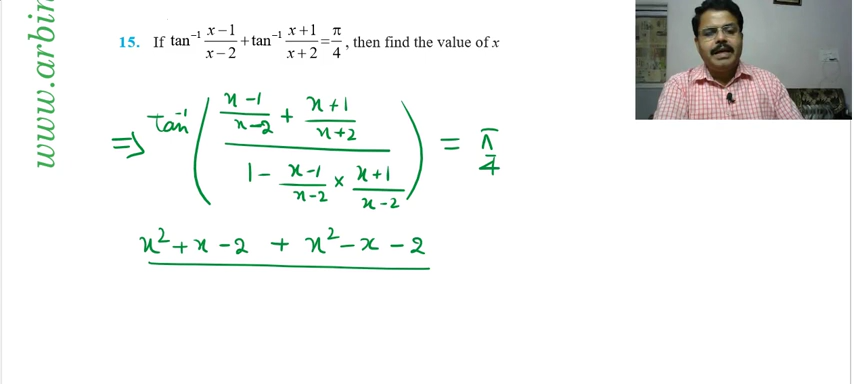 www.arbin
15. If tan⁻¹ (x−1)/(x−2) + tan⁻¹ (x+1)/(x+2) = π/4, then find the value of x
⇒ tan⁻¹ ( ( (x−1)/(x−2) + (x+1)/(x+2) ) / ( 1 − (x−1)/(x−2) × (x+1)/(x−2) ) ) = π/4
x² + x − 2 + x² − x − 2